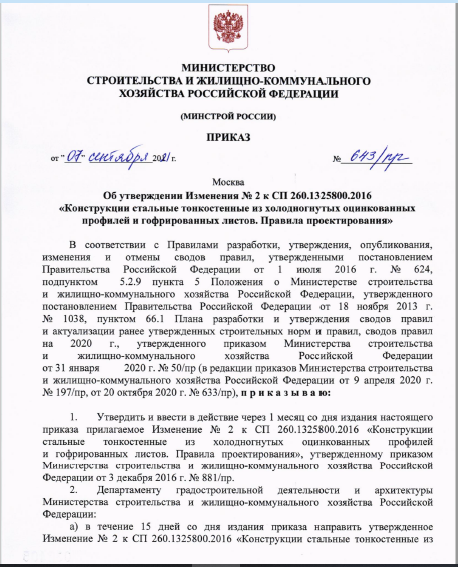 МИНИСТЕРСТВО
СТРОИТЕЛЬСТВА И ЖИЛИЩНО-КОММУНАЛЬНОГО
ХОЗЯЙСТВА РОССИЙСКОЙ ФЕДЕРАЦИИ
(МИНСТРОЙ РОССИИ)
ПРИКАЗ
от "07" сентября 2021 г. № 643/пр
Москва
Об утверждении Изменения № 2 к СП 260.1325800.2016
«Конструкции стальные тонкостенные из холодногнутых оцинкованных
профилей и гофрированных листов. Правила проектирования»
В соответствии с Правилами разработки, утверждения, опубликования,
изменения и отмены сводов правил, утвержденными постановлением
Правительства Российской Федерации от 1 июля 2016 г. № 624,
подпунктом 5.2.9 пункта 5 Положения о Министерстве строительства
и жилищно-коммунального хозяйства Российской Федерации, утвержденного
постановлением Правительства Российской Федерации от 18 ноября 2013 г.
№ 1038, пунктом 66.1 Плана разработки и утверждения сводов правил
и актуализации ранее утвержденных строительных норм и правил, сводов правил
на 2020 г., утвержденного приказом Министерства строительства
и жилищно-коммунального хозяйства Российской Федерации
от 31 января 2020 г. № 50/пр (в редакции приказов Министерства строительства
и жилищно-коммунального хозяйства Российской Федерации от 9 апреля 2020 г.
№ 197/пр, от 20 октября 2020 г. № 633/пр), приказываю:
1. Утвердить и ввести в действие через 1 месяц со дня издания настоящего
приказа прилагаемое Изменение № 2 к СП 260.1325800.2016 «Конструкции
стальные тонкостенные из холодногнутых оцинкованных профилей
и гофрированных листов. Правила проектирования», утвержденному приказом
Министерства строительства и жилищно-коммунального хозяйства Российской
Федерации от 3 декабря 2016 г. № 881/пр.
2. Департаменту градостроительной деятельности и архитектуры
Министерства строительства и жилищно-коммунального хозяйства Российской
Федерации:
а) в течение 15 дней со дня издания приказа направить утвержденное
Изменение № 2 к СП 260.1325800.2016 «Конструкции стальные тонкостенные из